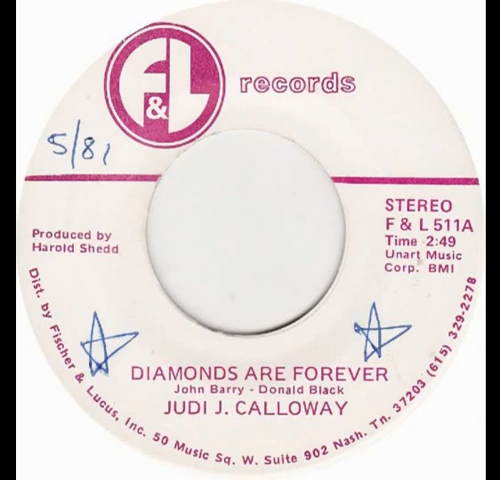 F&L
records
5/81
STEREO
F & L 511A
Time 2:49
Unart Music
Corp. BMI
Produced by
Harold Shedd
DIAMONDS ARE FOREVER
John Barry - Donald Black
JUDI J. CALLOWAY
Dist. by Fischer & Lucus, Inc. 50 Music Sq. W. Suite 902 Nash. Tn. 37203 (615) 329-2278